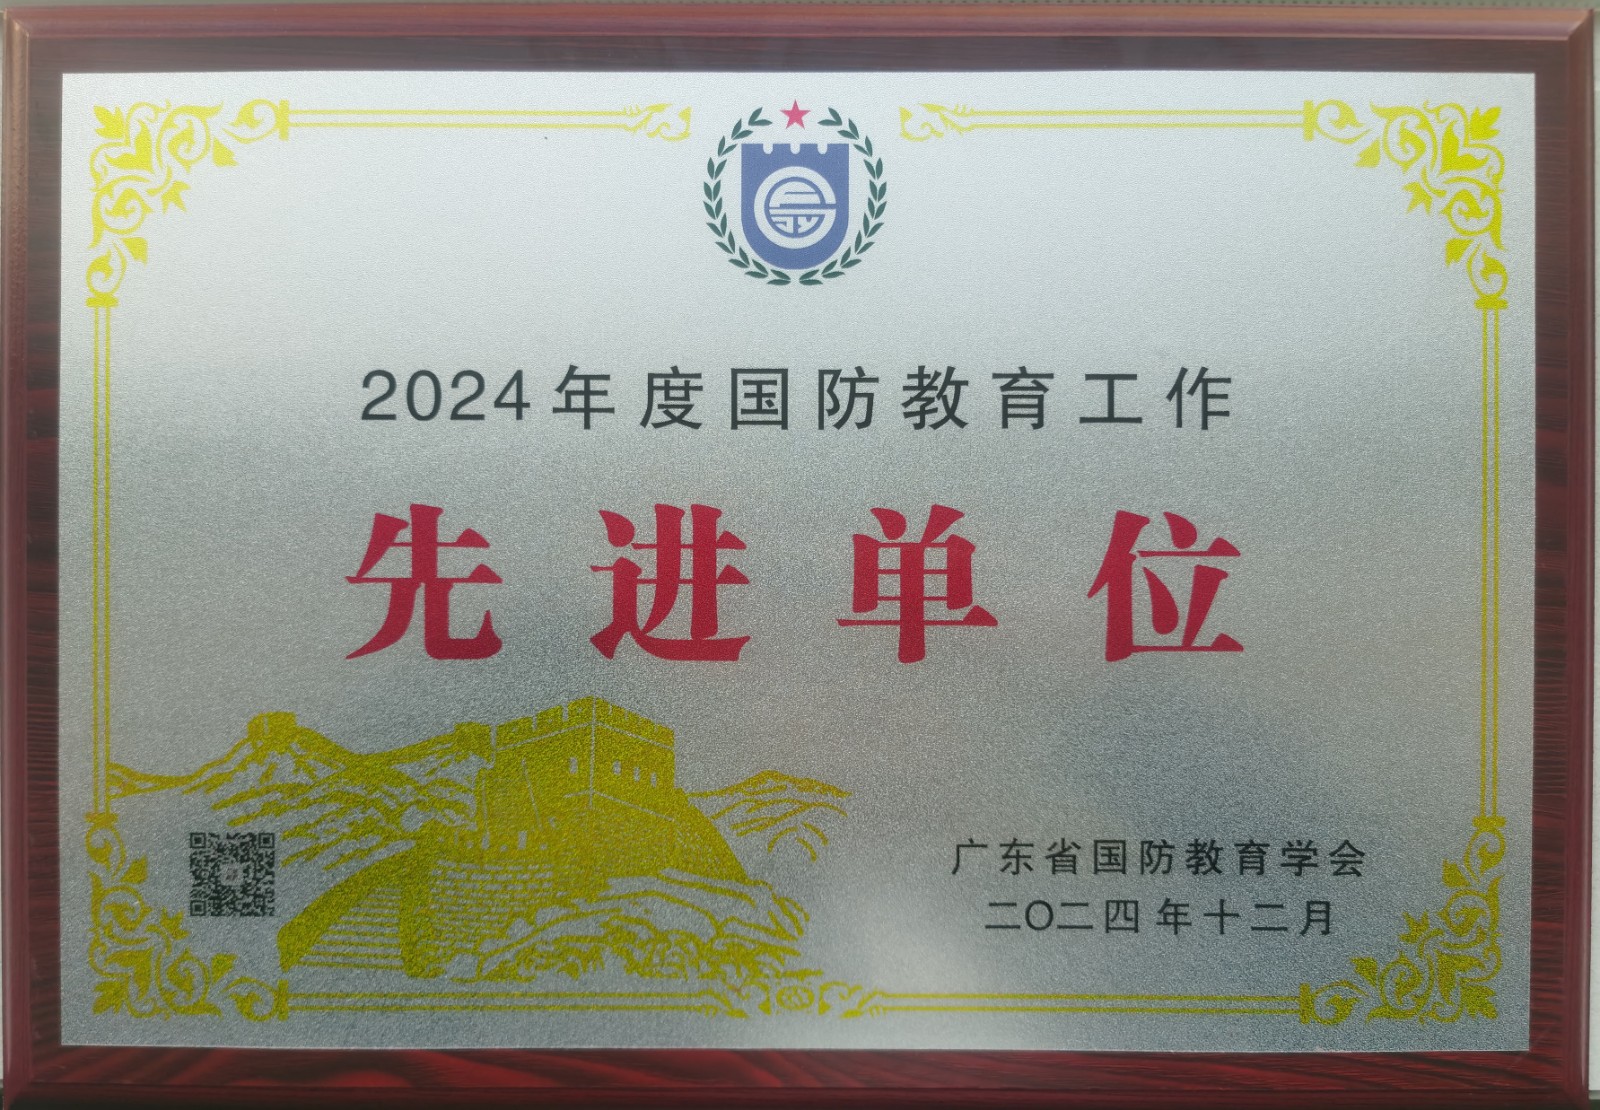 2024年度国防教育工作
先进单位
广东省国防教育学会
二〇二四年十二月